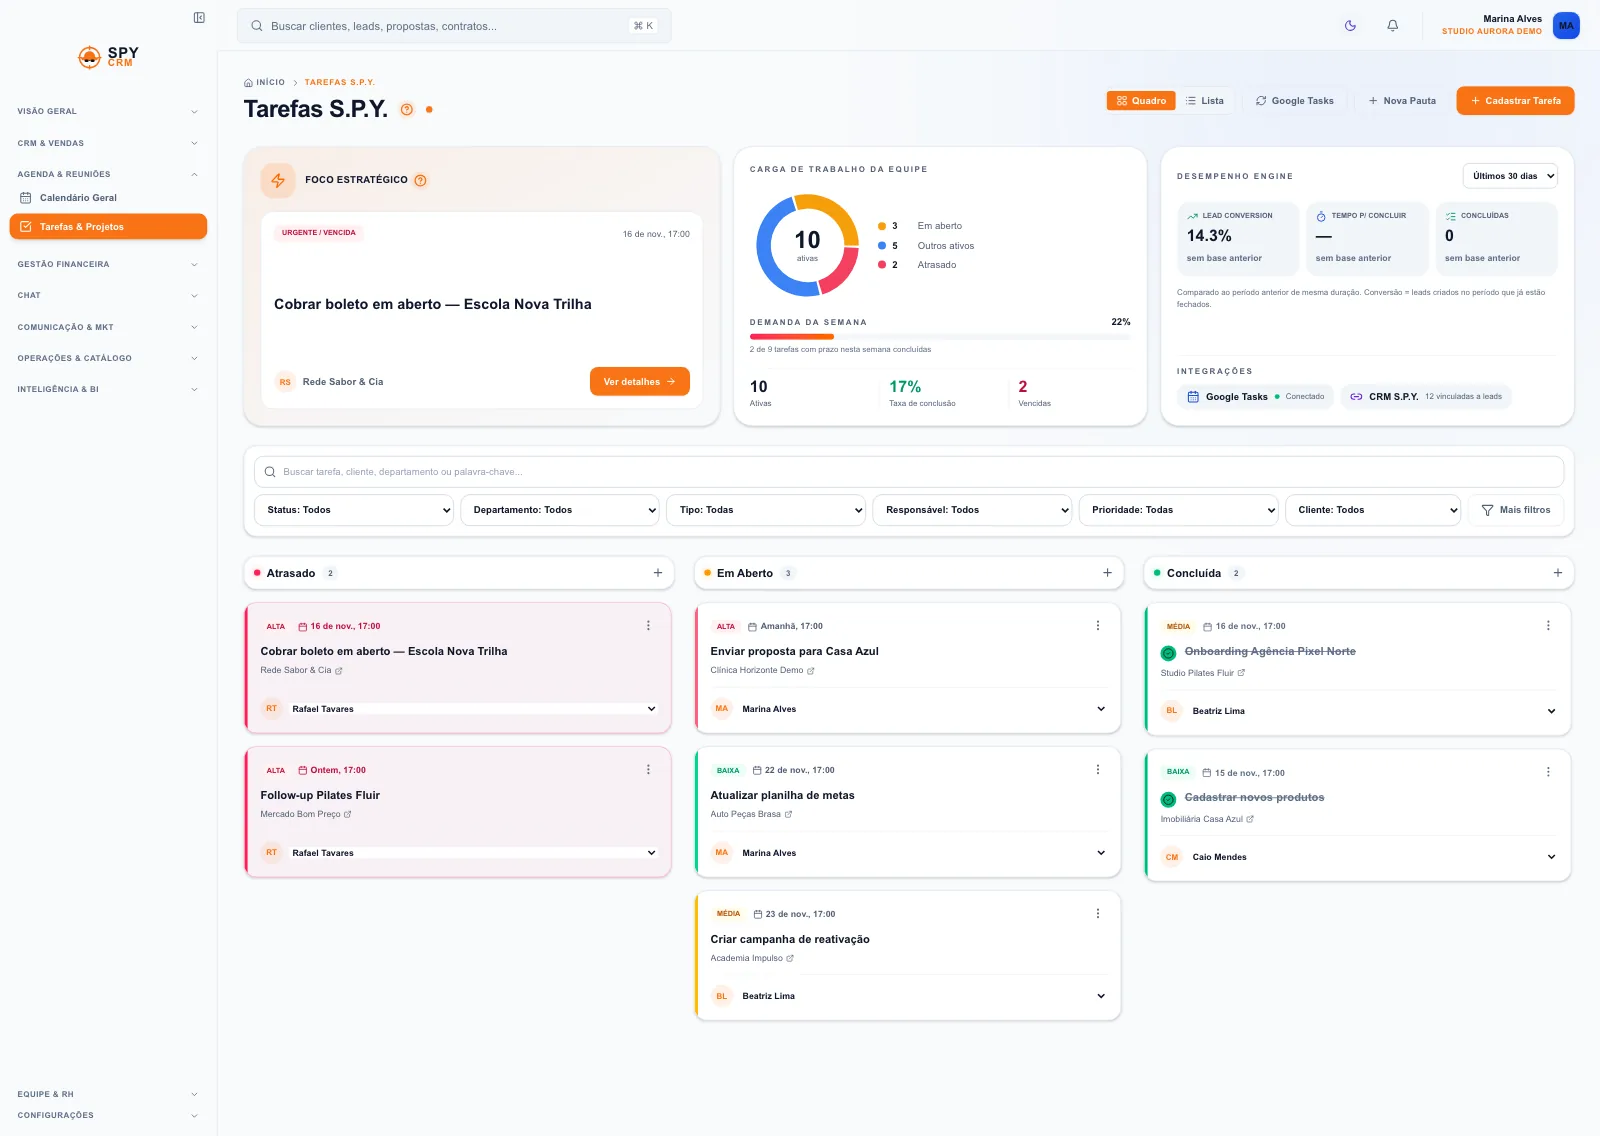 SPY
CRM
VISÃO GERAL
CRM & VENDAS
AGENDA & REUNIÕES
Calendário Geral
Tarefas & Projetos
GESTÃO FINANCEIRA
CHAT
COMUNICAÇÃO & MKT
OPERAÇÕES & CATÁLOGO
INTELIGÊNCIA & BI
EQUIPE & RH
CONFIGURAÇÕES
Buscar clientes, leads, propostas, contratos...
⌘ K
Marina Alves
STUDIO AURORA DEMO
MA
INÍCIO
TAREFAS S.P.Y.
Tarefas S.P.Y.
Quadro
Lista
Google Tasks
Nova Pauta
Cadastrar Tarefa
FOCO ESTRATÉGICO
URGENTE / VENCIDA
16 de nov., 17:00
Cobrar boleto em aberto — Escola Nova Trilha
RS
Rede Sabor & Cia
Ver detalhes
CARGA DE TRABALHO DA EQUIPE
10
ativas
3 Em aberto
5 Outros ativos
2 Atrasado
DEMANDA DA SEMANA
22%
2 de 9 tarefas com prazo nesta semana concluídas
10
Ativas
17%
Taxa de conclusão
2
Vencidas
DESEMPENHO ENGINE
Últimos 30 dias
LEAD CONVERSION
14.3%
sem base anterior
TEMPO P/ CONCLUIR
—
sem base anterior
CONCLUÍDAS
0
sem base anterior
Comparado ao período anterior de mesma duração. Conversão = leads criados no período que já estão
fechados.
INTEGRAÇÕES
Google Tasks
Conectado
CRM S.P.Y.
12 vinculadas a leads
Buscar tarefa, cliente, departamento ou palavra-chave...
Status: Todos
Departamento: Todos
Tipo: Todas
Responsável: Todos
Prioridade: Todas
Cliente: Todos
Mais filtros
Atrasado 2
ALTA 16 de nov., 17:00
Cobrar boleto em aberto — Escola Nova Trilha
Rede Sabor & Cia
RT Rafael Tavares
ALTA Ontem, 17:00
Follow-up Pilates Fluir
Mercado Bom Preço
RT Rafael Tavares
Em Aberto 3
ALTA Amanhã, 17:00
Enviar proposta para Casa Azul
Clínica Horizonte Demo
MA Marina Alves
BAIXA 22 de nov., 17:00
Atualizar planilha de metas
Auto Peças Brasa
MA Marina Alves
MÉDIA 23 de nov., 17:00
Criar campanha de reativação
Academia Impulso
BL Beatriz Lima
Concluída 2
MÉDIA 16 de nov., 17:00
Onboarding Agência Pixel Norte
Studio Pilates Fluir
BL Beatriz Lima
BAIXA 15 de nov., 17:00
Cadastrar novos produtos
Imobiliária Casa Azul
CM Caio Mendes